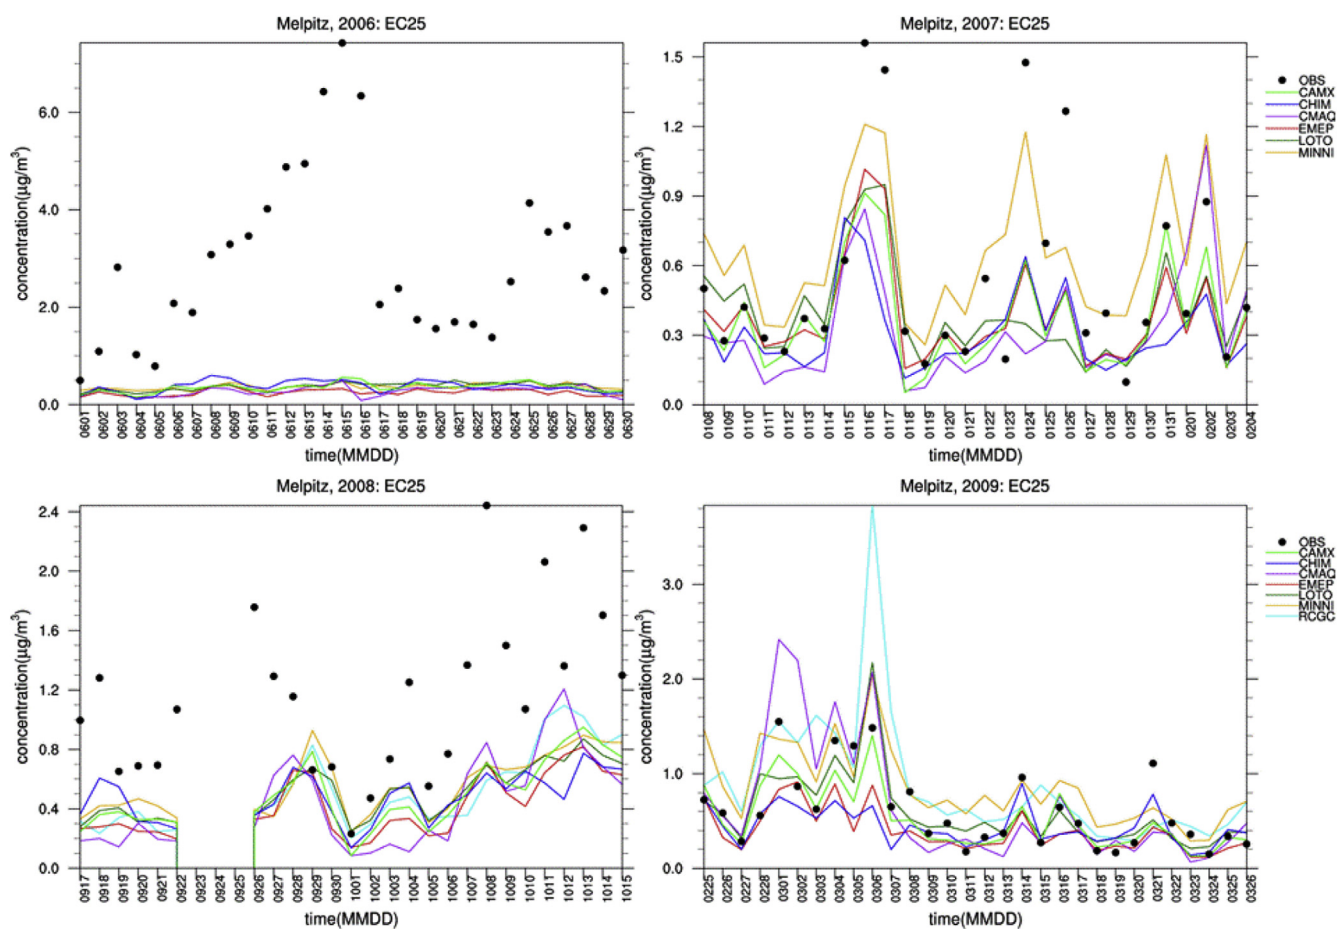 Melpitz, 2006: EC25
concentration(µg/m³)
6.0
4.0
2.0
0.0
0601 0602 0603 0604 0605 0606 0607 0608 0609 0610 0611 0612 0613 0614 0615 0616 0617 0618 0619 0620 0621 0622 0623 0624 0625 0626 0627 0628 0629 0630
time(MMDD)
Melpitz, 2007: EC25
concentration(µg/m³)
1.5
1.2
0.9
0.6
0.3
0.0
0108 0109 0110 0111 0112 0113 0114 0115 0116 0117 0118 0119 0120 0121 0122 0123 0124 0125 0126 0127 0128 0129 0130 0131 0201 0202 0203 0204
time(MMDD)
OBS
CAMX
CHIM
CMAQ
EMEP
LOTO
MINNI
Melpitz, 2008: EC25
concentration(µg/m³)
2.4
2.0
1.6
1.2
0.8
0.4
0.0
0917 0918 0919 0920 0921 0922 0923 0924 0925 0926 0927 0928 0929 0930 1001 1002 1003 1004 1005 1006 1007 1008 1009 1010 1011 1012 1013 1014 1015
time(MMDD)
Melpitz, 2009: EC25
concentration(µg/m³)
3.0
2.0
1.0
0.0
0225 0226 0227 0228 0301 0302 0303 0304 0305 0306 0307 0308 0309 0310 0311 0312 0313 0314 0315 0316 0317 0318 0319 0320 0321 0322 0323 0324 0325 0326
time(MMDD)
OBS
CAMX
CHIM
CMAQ
EMEP
LOTO
MINNI
RCGC